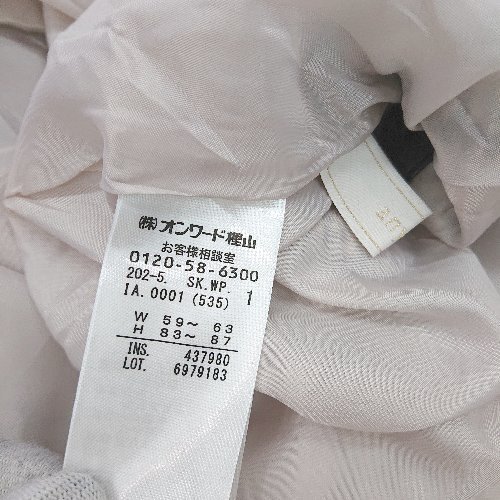 (株)オンワード樫山
お客様相談室
0120-58-6300
202-5. SK.WP. 1
IA.0001(535)
W 59～ 63
H 83～ 87
INS. 437980
LOT. 6979183